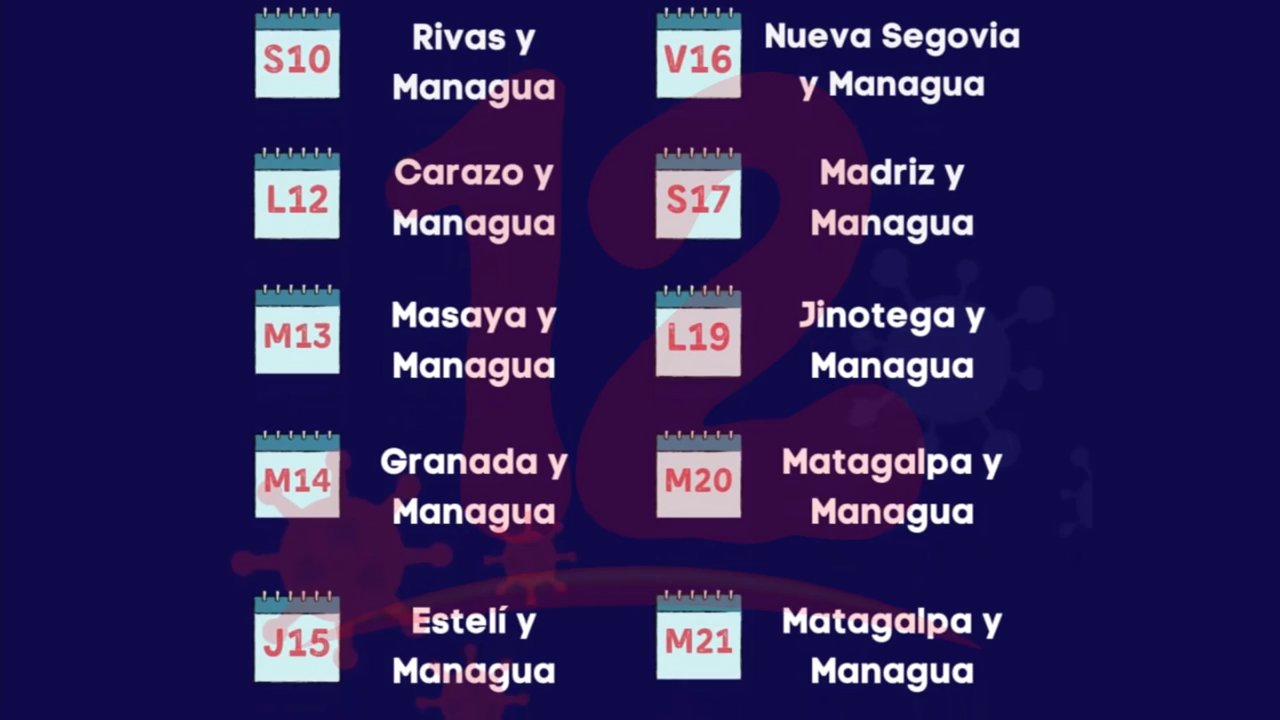 S10
Rivas y
Managua
L12
Carazo y
Managua
M13
Masaya y
Managua
M14
Granada y
Managua
J15
Estelí y
Managua
V16
Nueva Segovia
y Managua
S17
Madriz y
Managua
L19
Jinotega y
Managua
M20
Matagalpa y
Managua
M21
Matagalpa y
Managua
12